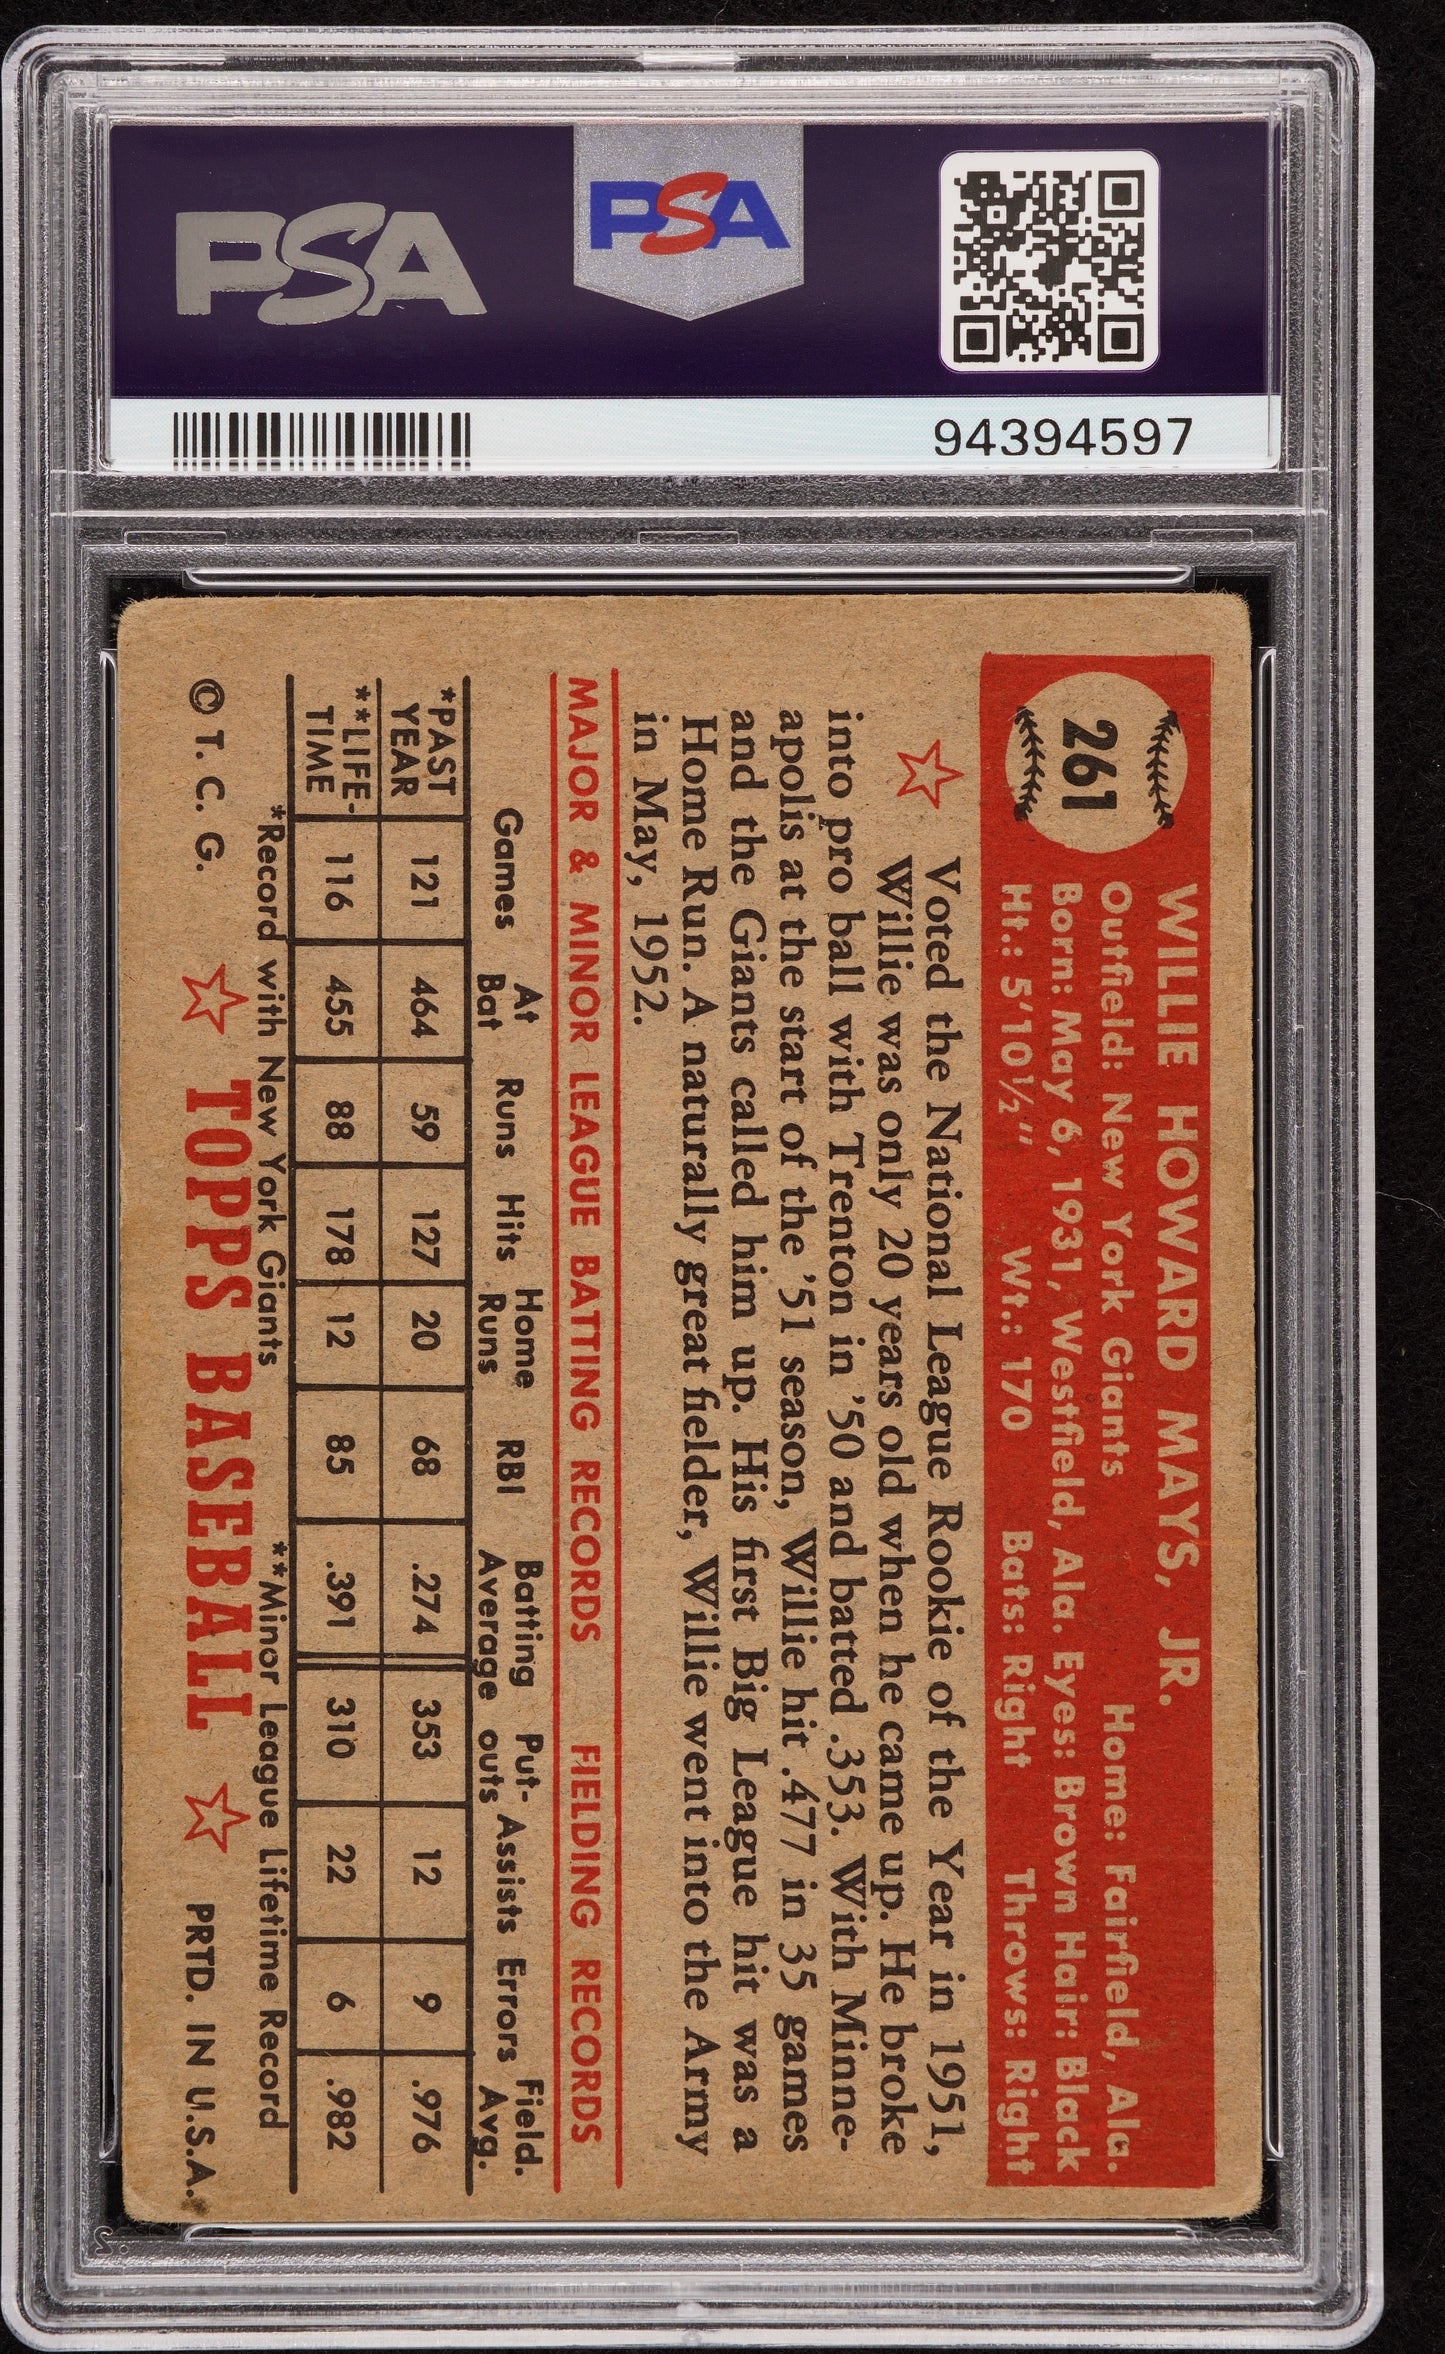 PSA
PSA
94394597
261
WILLIE HOWARD MAYS, JR.
Outfield: New York Giants Home: Fairfield, Ala.
Born: May 6, 1931, Westfield, Ala. Eyes: Brown Hair: Black
Ht.: 5'10½" Wt.: 170 Bats: Right Throws: Right
Voted the National League Rookie of the Year in 1951,
Willie was only 20 years old when he came up. He broke
into pro ball with Trenton in '50 and batted .353. With Minne-
apolis at the start of the '51 season, Willie hit .477 in 35 games
and the Giants called him up. His first Big League hit was a
Home Run. A naturally great fielder, Willie went into the Army
in May, 1952.
MAJOR & MINOR LEAGUE BATTING RECORDS FIELDING RECORDS
Games At Bat Runs Hits Home Runs RBI Batting Average Put-outs Assists Errors Field. Avg.
*PAST YEAR 121 464 59 127 20 68 .274 353 12 9 .976
**LIFE-TIME 116 455 88 178 12 85 .391 310 22 6 .982
*Record with New York Giants **Minor League Lifetime Record
© T. C. G. TOPPS BASEBALL PRTD. IN U.S.A.